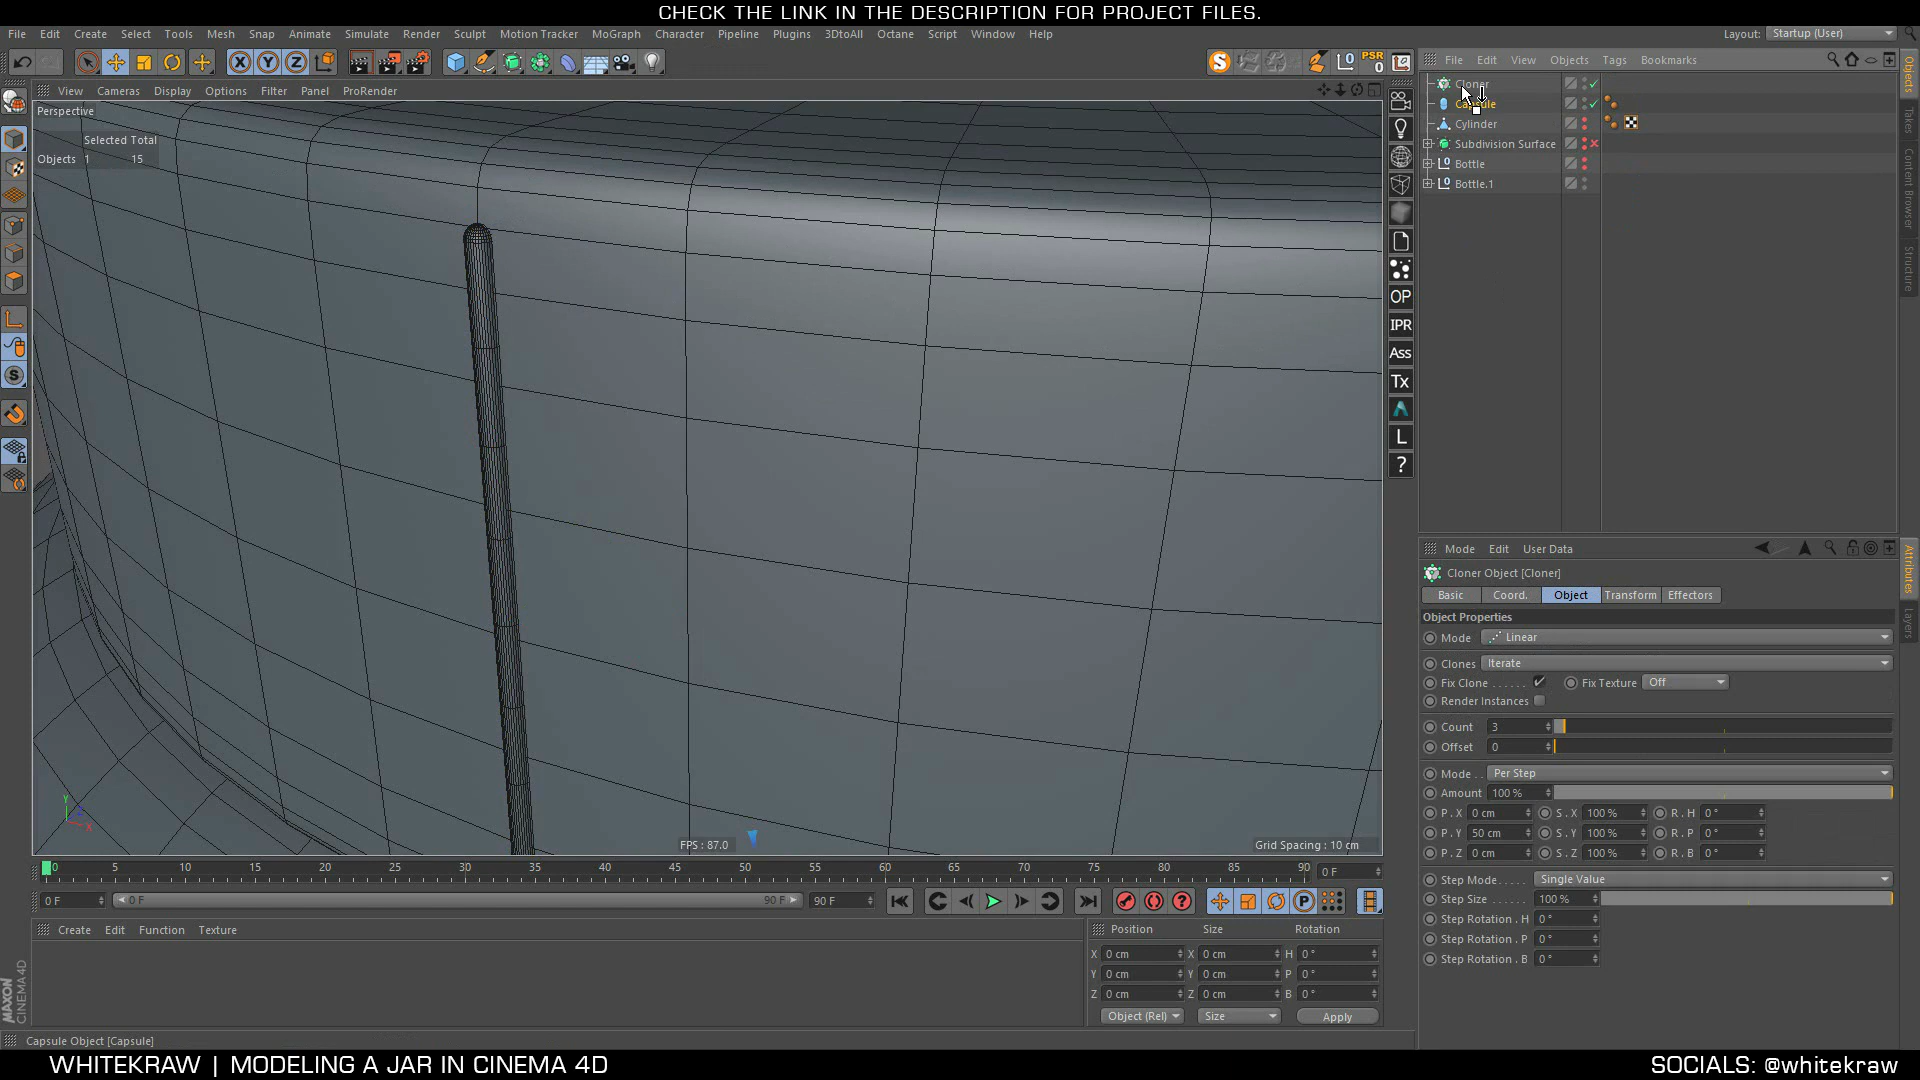 CHECK THE LINK IN THE DESCRIPTION FOR PROJECT FILES.
File Edit Create Select Tools Mesh Snap Animate Simulate Render Sculpt Motion Tracker MoGraph Character Pipeline Plugins 3DtoAll Octane Script Window Help Layout: Startup (User)
X Y Z
S PSR 0
File Edit View Objects Tags Bookmarks
View Cameras Display Options Filter Panel ProRender
Perspective
Selected Total
Objects 1 15
Cloner
Capsule
Cylinder
Subdivision Surface
Bottle
Bottle.1
Objects
Takes
Content Browser
Structure
OP
IPR
Ass
Tx
L
?
Mode Edit User Data
Cloner Object [Cloner]
Basic Coord. Object Transform Effectors
Object Properties
Mode Linear
Clones Iterate
Fix Clone ...... Fix Texture Off
Render Instances
Count 3
Offset 0
Mode .. Per Step
Amount 100 %
P . X 0 cm S . X 100 % R . H 0 °
P . Y 50 cm S . Y 100 % R . P 0 °
P . Z 0 cm S . Z 100 % R . B 0 °
Step Mode..... Single Value
Step Size ...... 100 %
Step Rotation . H 0 °
Step Rotation . P 0 °
Step Rotation . B 0 °
Attributes
Layers
Y
Z
X
FPS : 87.0
Grid Spacing : 10 cm
0 5 10 15 20 25 30 35 40 45 50 55 60 65 70 75 80 85 90 0 F
0 F 0 F 90 F 90 F
P
Create Edit Function Texture
Position Size Rotation
X 0 cm X 0 cm H 0 °
Y 0 cm Y 0 cm P 0 °
Z 0 cm Z 0 cm B 0 °
Object (Rel) Size Apply
MAXON
CINEMA 4D
Capsule Object [Capsule]
WHITEKRAW | MODELING A JAR IN CINEMA 4D
SOCIALS: @whitekraw